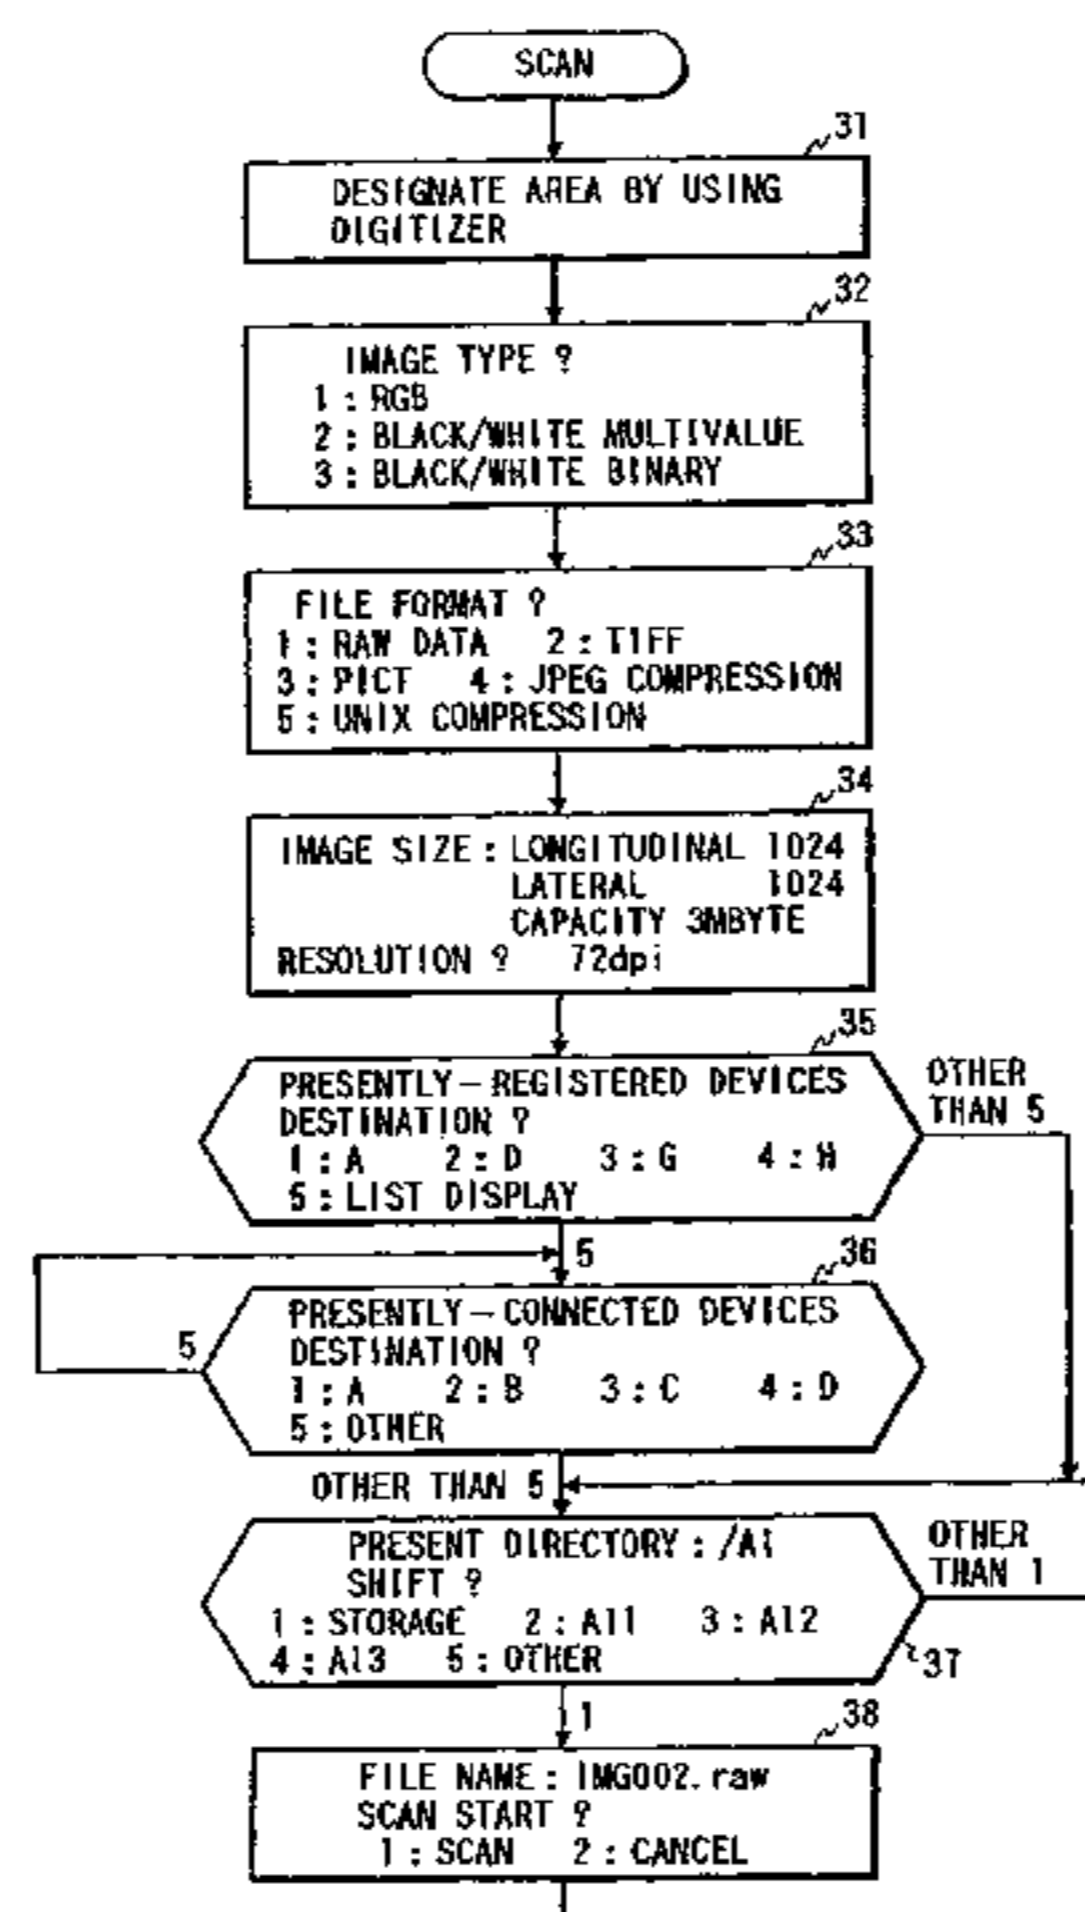 SCAN
31
DESIGNATE AREA BY USING
DIGITIZER
32
IMAGE TYPE ?
1 : RGB
2 : BLACK/WHITE MULTIVALUE
3 : BLACK/WHITE BINARY
33
FILE FORMAT ?
1 : RAW DATA 2 : TIFF
3 : PICT 4 : JPEG COMPRESSION
5 : UNIX COMPRESSION
34
IMAGE SIZE : LONGITUDINAL 1024
LATERAL 1024
CAPACITY 3MBYTE
RESOLUTION ? 72dpi
35
PRESENTLY-REGISTERED DEVICES
DESTINATION ?
1 : A 2 : D 3 : G 4 : H
5 : LIST DISPLAY
OTHER
THAN 5
5
36
PRESENTLY-CONNECTED DEVICES
DESTINATION ?
1 : A 2 : B 3 : C 4 : D
5 : OTHER
5
OTHER THAN 5
PRESENT DIRECTORY : /A1
SHIFT ?
1 : STORAGE 2 : A11 3 : A12
4 : A13 5 : OTHER
OTHER
THAN 1
37
1
38
FILE NAME : IMG002.raw
SCAN START ?
1 : SCAN 2 : CANCEL